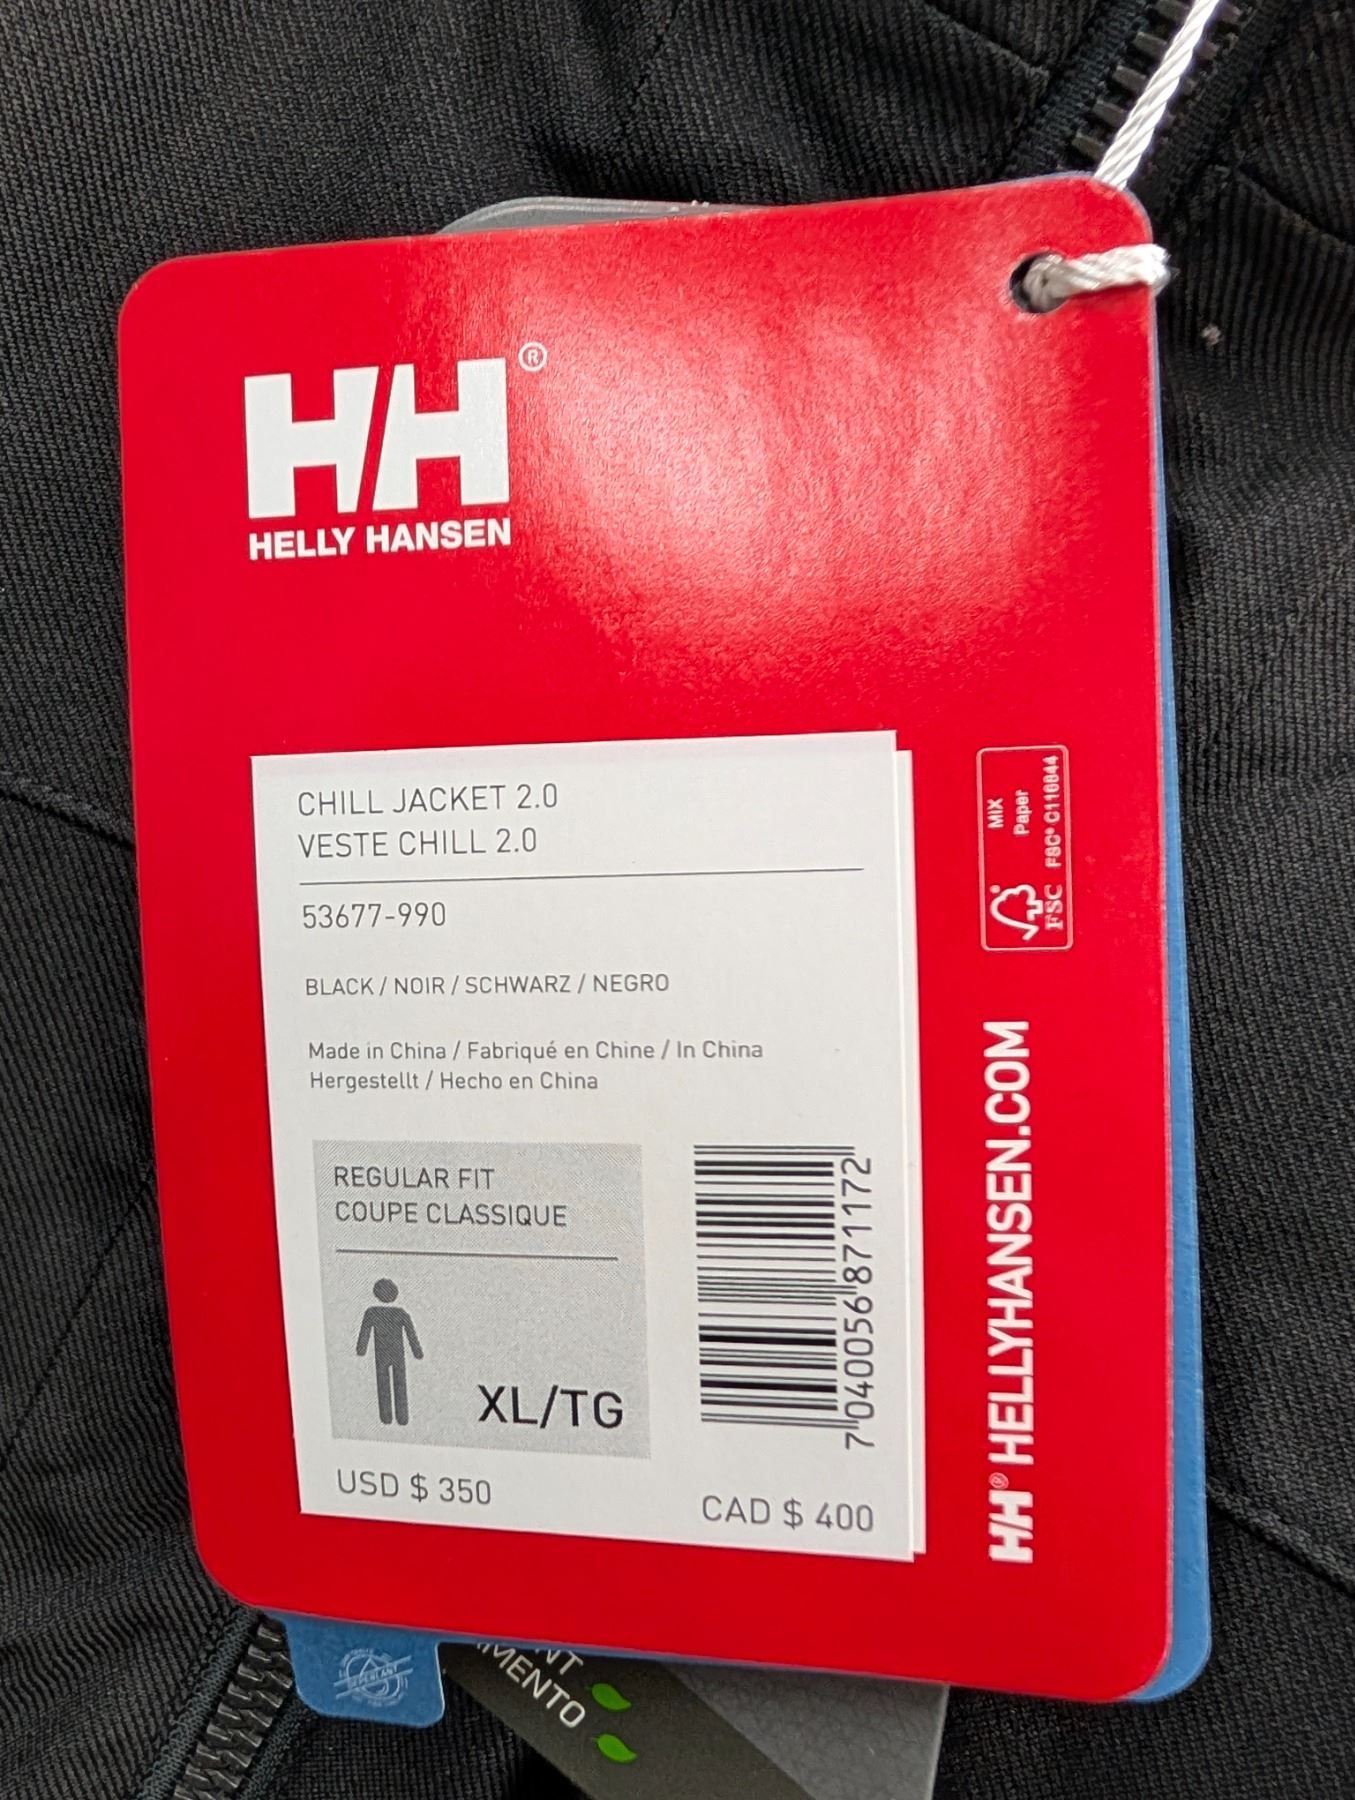 HH®
HELLY HANSEN
CHILL JACKET 2.0
VESTE CHILL 2.0
53677-990
BLACK / NOIR / SCHWARZ / NEGRO
Made in China / Fabriqué en Chine / In China
Hergestellt / Hecho en China
REGULAR FIT
COUPE CLASSIQUE
XL/TG
7040056871172
USD $ 350
CAD $ 400
MIX
Paper
FSC® C116844
FSC
HH® HELLYHANSEN.COM